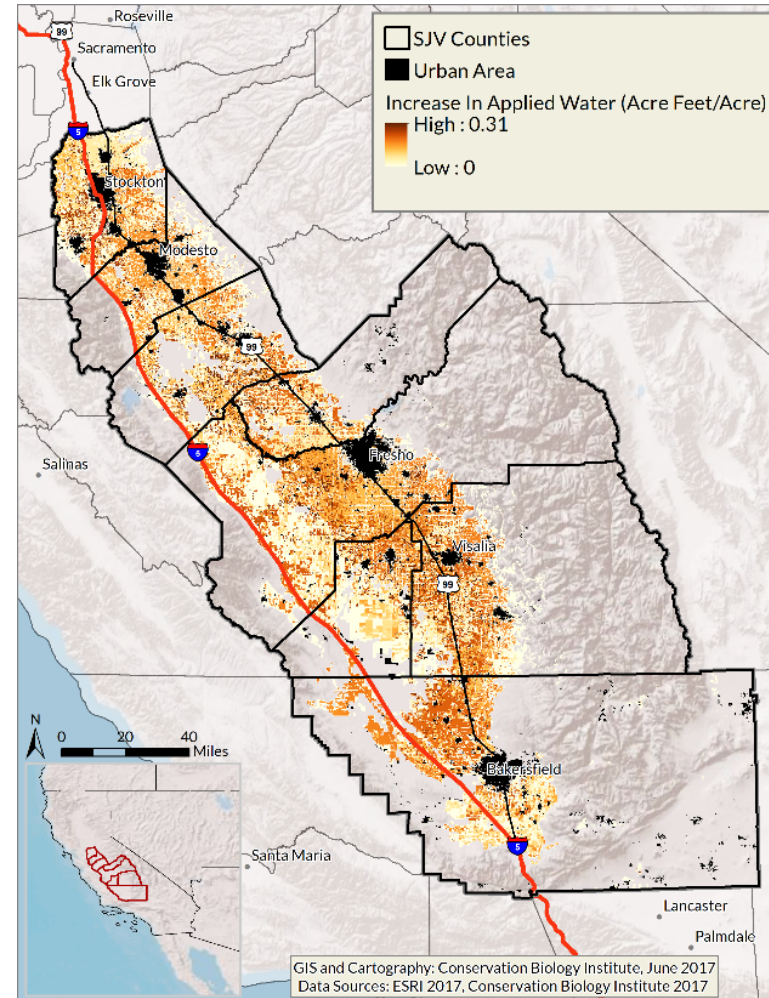 Roseville
99
Sacramento
Elk Grove
5
Stockton
Modesto
99
5
Fresno
Salinas
Visalia
99
Bakersfield
5
Santa Maria
Lancaster
Palmdale
SJV Counties
Urban Area
Increase In Applied Water (Acre Feet/Acre)
High : 0.31
Low : 0
N
0 20 40
Miles
GIS and Cartography: Conservation Biology Institute, June 2017
Data Sources: ESRI 2017, Conservation Biology Institute 2017